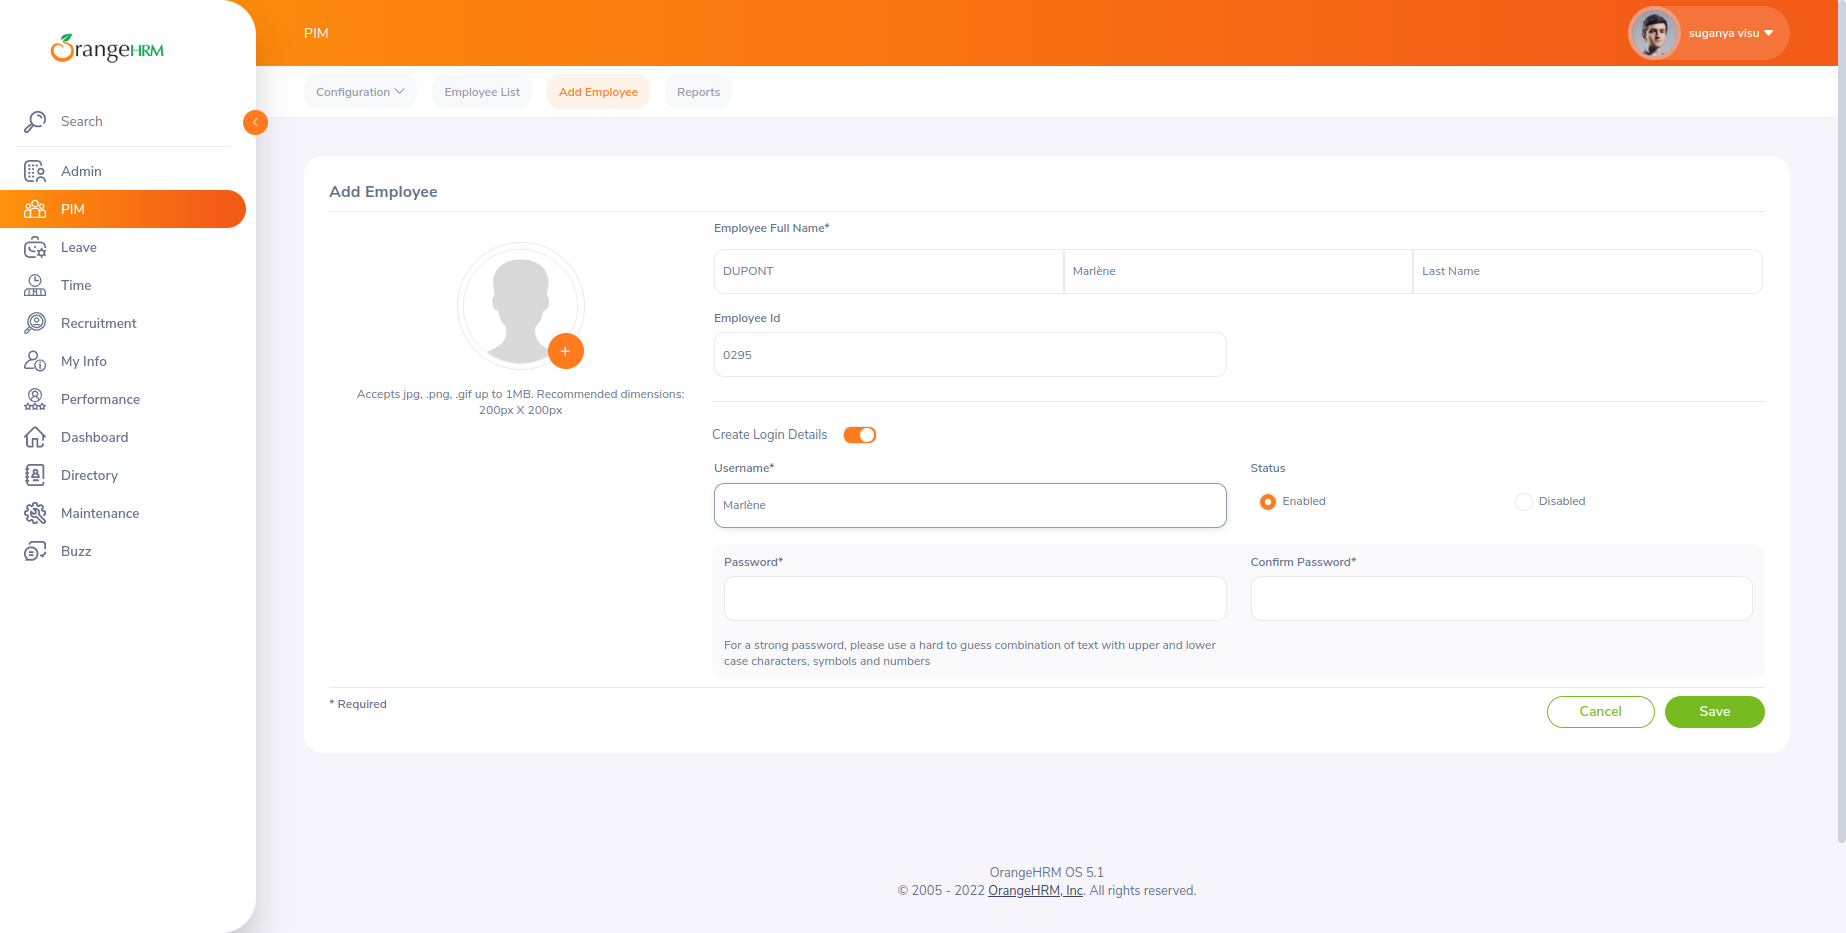 OrangeHRM
PIM
suganya visu
Configuration
Employee List
Add Employee
Reports
Search
Admin
PIM
Leave
Time
Recruitment
My Info
Performance
Dashboard
Directory
Maintenance
Buzz
Add Employee
Accepts jpg, .png, .gif up to 1MB. Recommended dimensions:
200px X 200px
Employee Full Name*
DUPONT
Marlène
Last Name
Employee Id
0295
Create Login Details
Username*
Marlène
Status
Enabled
Disabled
Password*
Confirm Password*
For a strong password, please use a hard to guess combination of text with upper and lower
case characters, symbols and numbers
* Required
Cancel
Save
OrangeHRM OS 5.1
© 2005 - 2022 OrangeHRM, Inc. All rights reserved.